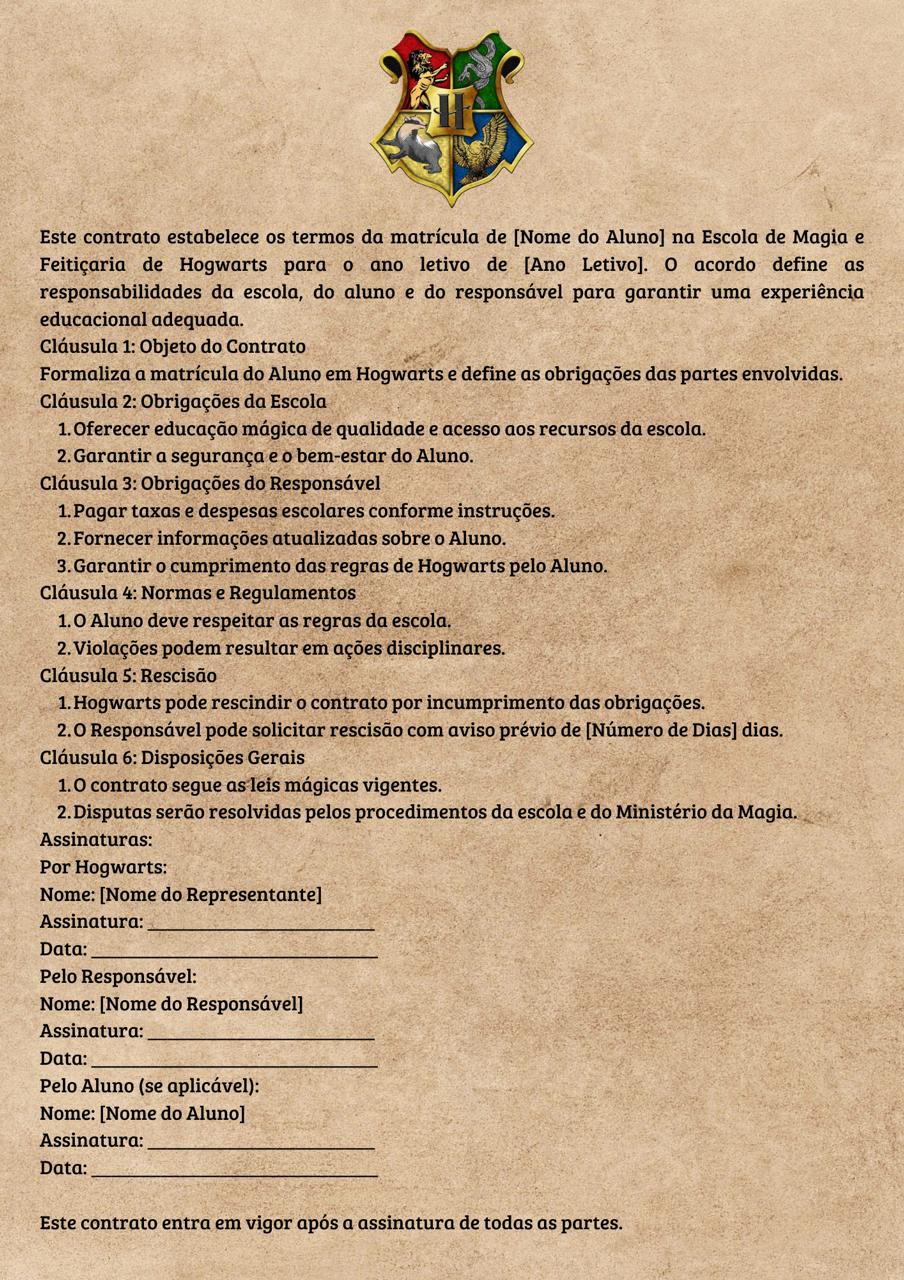 H
Este contrato estabelece os termos da matrícula de [Nome do Aluno] na Escola de Magia e
Feitiçaria de Hogwarts para o ano letivo de [Ano Letivo]. O acordo define as
responsabilidades da escola, do aluno e do responsável para garantir uma experiência
educacional adequada.
Cláusula 1: Objeto do Contrato
Formaliza a matrícula do Aluno em Hogwarts e define as obrigações das partes envolvidas.
Cláusula 2: Obrigações da Escola
1. Oferecer educação mágica de qualidade e acesso aos recursos da escola.
2. Garantir a segurança e o bem-estar do Aluno.
Cláusula 3: Obrigações do Responsável
1. Pagar taxas e despesas escolares conforme instruções.
2. Fornecer informações atualizadas sobre o Aluno.
3. Garantir o cumprimento das regras de Hogwarts pelo Aluno.
Cláusula 4: Normas e Regulamentos
1. O Aluno deve respeitar as regras da escola.
2. Violações podem resultar em ações disciplinares.
Cláusula 5: Rescisão
1. Hogwarts pode rescindir o contrato por incumprimento das obrigações.
2. O Responsável pode solicitar rescisão com aviso prévio de [Número de Dias] dias.
Cláusula 6: Disposições Gerais
1. O contrato segue as leis mágicas vigentes.
2. Disputas serão resolvidas pelos procedimentos da escola e do Ministério da Magia.
Assinaturas:
Por Hogwarts:
Nome: [Nome do Representante]
Assinatura: ______________________
Data: ____________________________
Pelo Responsável:
Nome: [Nome do Responsável]
Assinatura: ______________________
Data: ____________________________
Pelo Aluno (se aplicável):
Nome: [Nome do Aluno]
Assinatura: ______________________
Data: ____________________________
Este contrato entra em vigor após a assinatura de todas as partes.